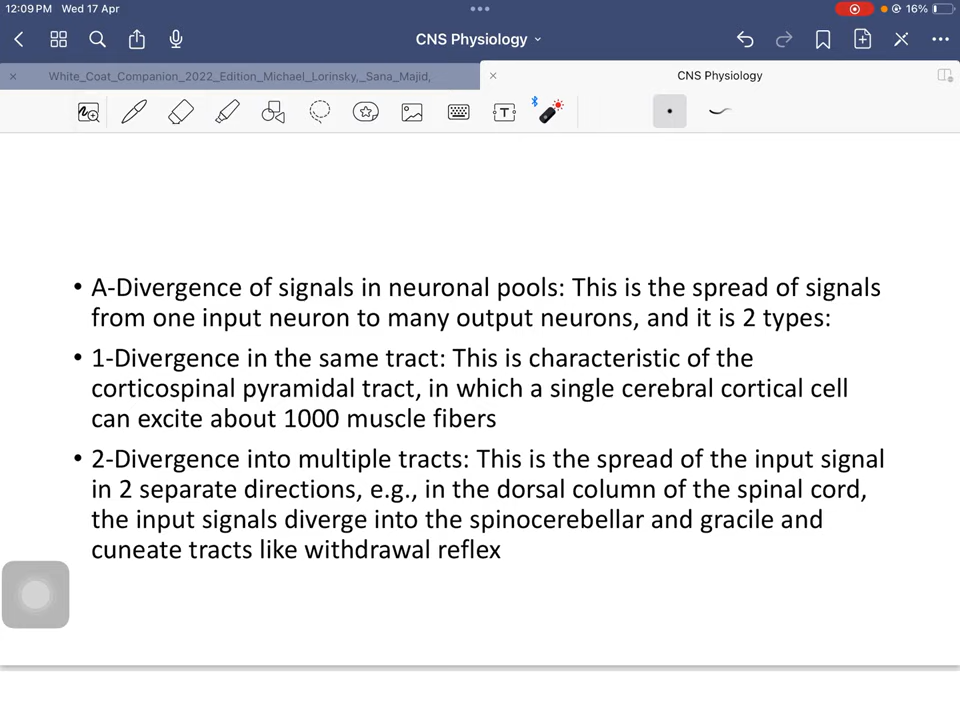 12:09 PM Wed 17 Apr
16%
CNS Physiology
White_Coat_Companion_2022_Edition_Michael_Lorinsky,_Sana_Majid,
CNS Physiology
T
• A-Divergence of signals in neuronal pools: This is the spread of signals
from one input neuron to many output neurons, and it is 2 types:
• 1-Divergence in the same tract: This is characteristic of the
corticospinal pyramidal tract, in which a single cerebral cortical cell
can excite about 1000 muscle fibers
• 2-Divergence into multiple tracts: This is the spread of the input signal
in 2 separate directions, e.g., in the dorsal column of the spinal cord,
the input signals diverge into the spinocerebellar and gracile and
cuneate tracts like withdrawal reflex